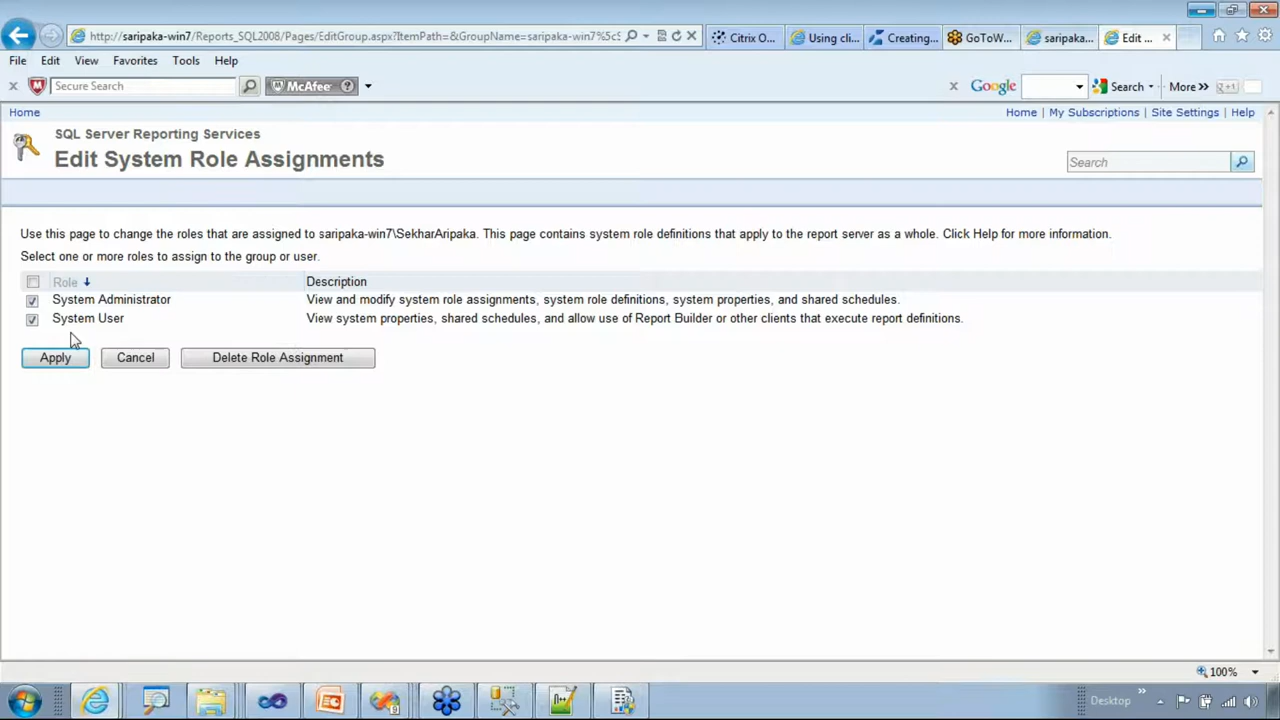 http://saripaka-win7/Reports_SQL2008/Pages/EditGroup.aspx?ItemPath=&GroupName=saripaka-win7%5c
Citrix O...
Using cli...
Creating...
GoToW...
saripaka...
Edit ...
File Edit View Favorites Tools Help
Secure Search
McAfee
Google
Search
More »
Home
Home | My Subscriptions | Site Settings | Help
SQL Server Reporting Services
Edit System Role Assignments
Search
Use this page to change the roles that are assigned to saripaka-win7\SekharAripaka. This page contains system role definitions that apply to the report server as a whole. Click Help for more information.
Select one or more roles to assign to the group or user.
Role Description
System Administrator View and modify system role assignments, system role definitions, system properties, and shared schedules.
System User View system properties, shared schedules, and allow use of Report Builder or other clients that execute report definitions.
Apply Cancel Delete Role Assignment
100%
Desktop